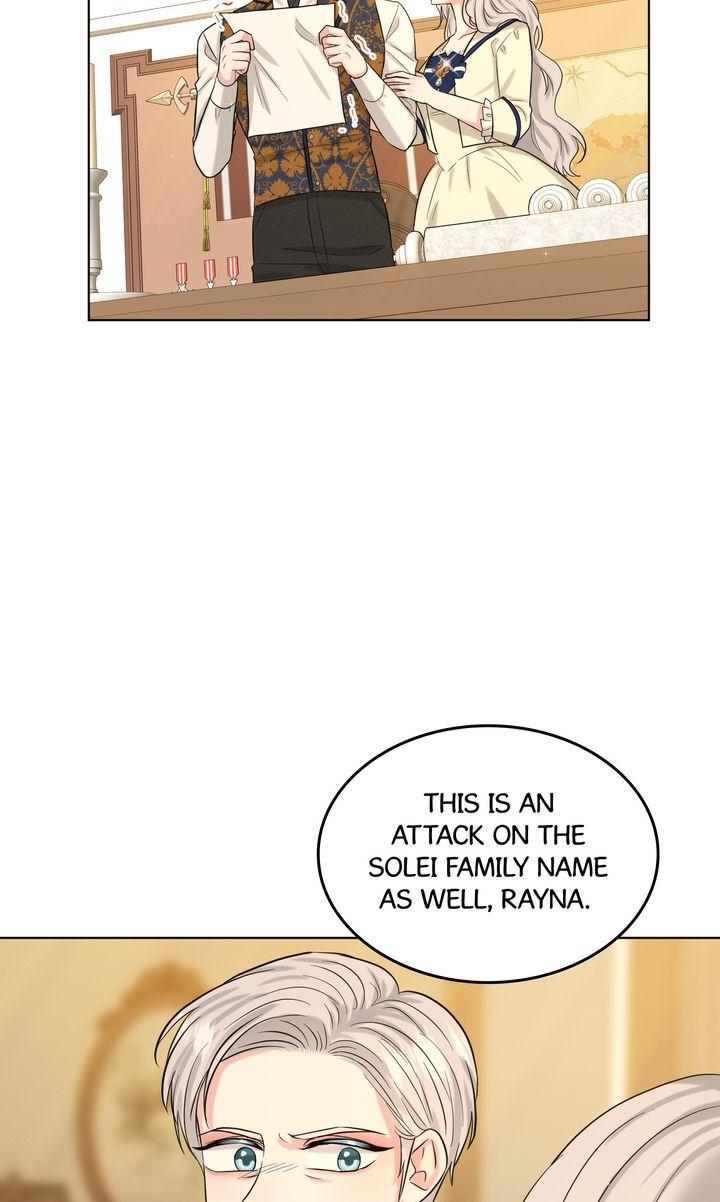 THIS IS AN
ATTACK ON THE
SOLEI FAMILY NAME
AS WELL, RAYNA.